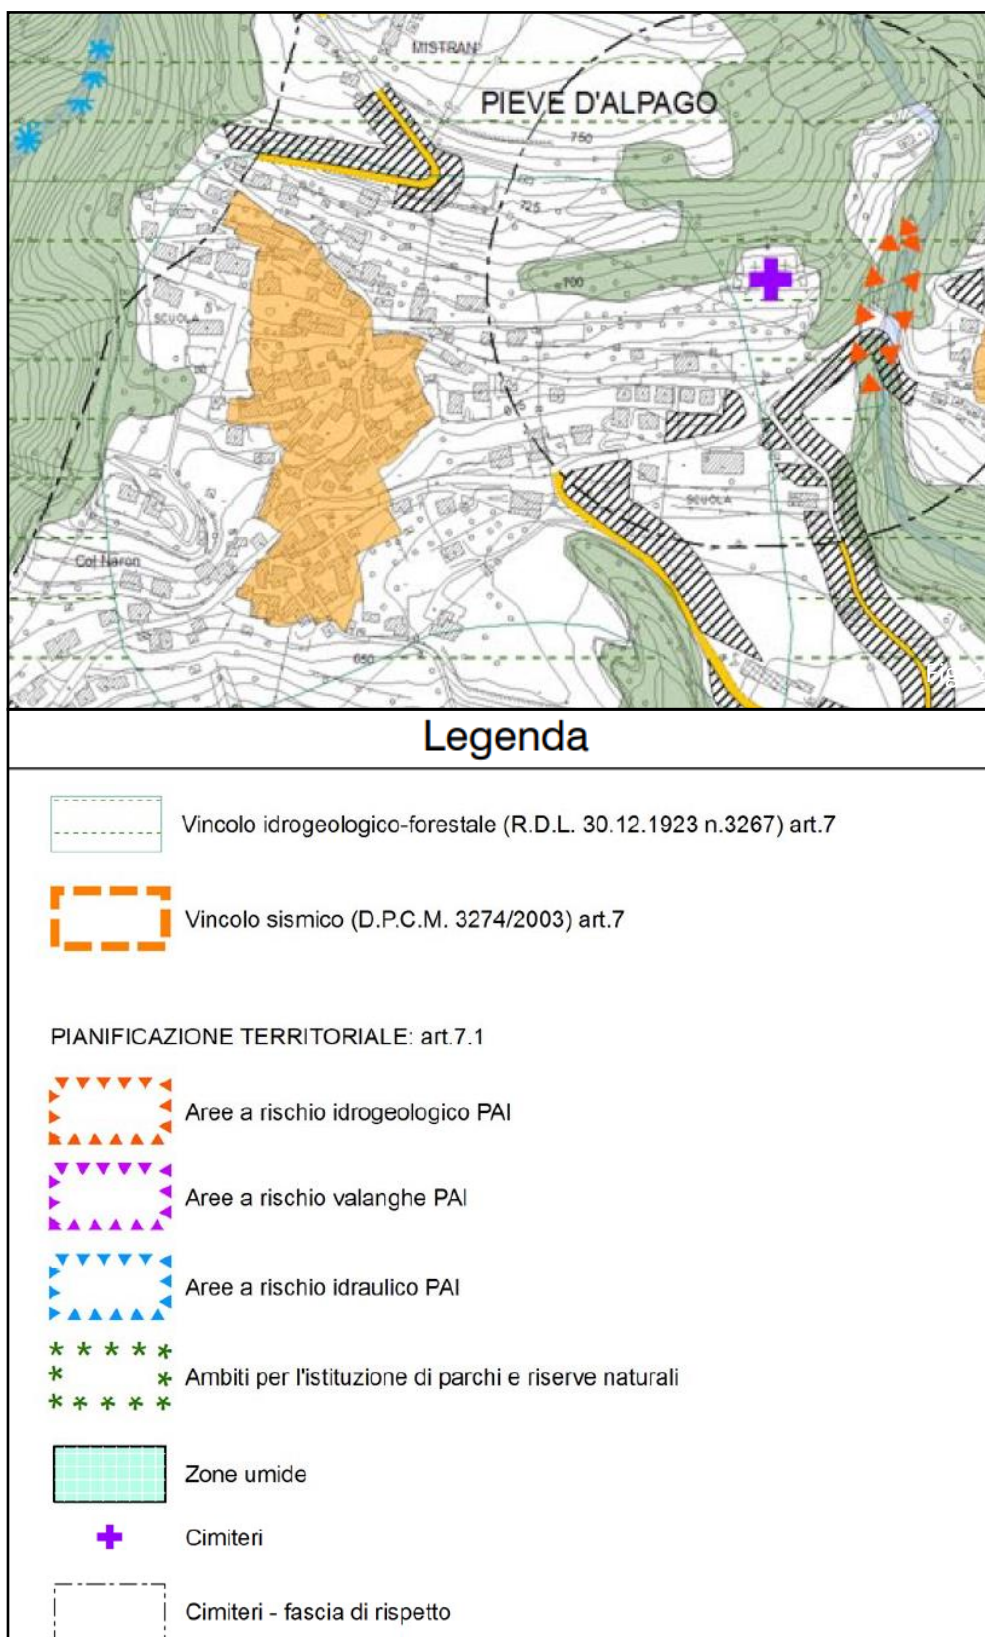 MISTRAN
PIEVE D'ALPAGO
750
725
700
SCUOLA
SCUOLA
Col Naron
650
Legenda
Vincolo idrogeologico-forestale (R.D.L. 30.12.1923 n.3267) art.7
Vincolo sismico (D.P.C.M. 3274/2003) art.7
PIANIFICAZIONE TERRITORIALE: art.7.1
Aree a rischio idrogeologico PAI
Aree a rischio valanghe PAI
Aree a rischio idraulico PAI
Ambiti per l'istituzione di parchi e riserve naturali
Zone umide
Cimiteri
Cimiteri - fascia di rispetto